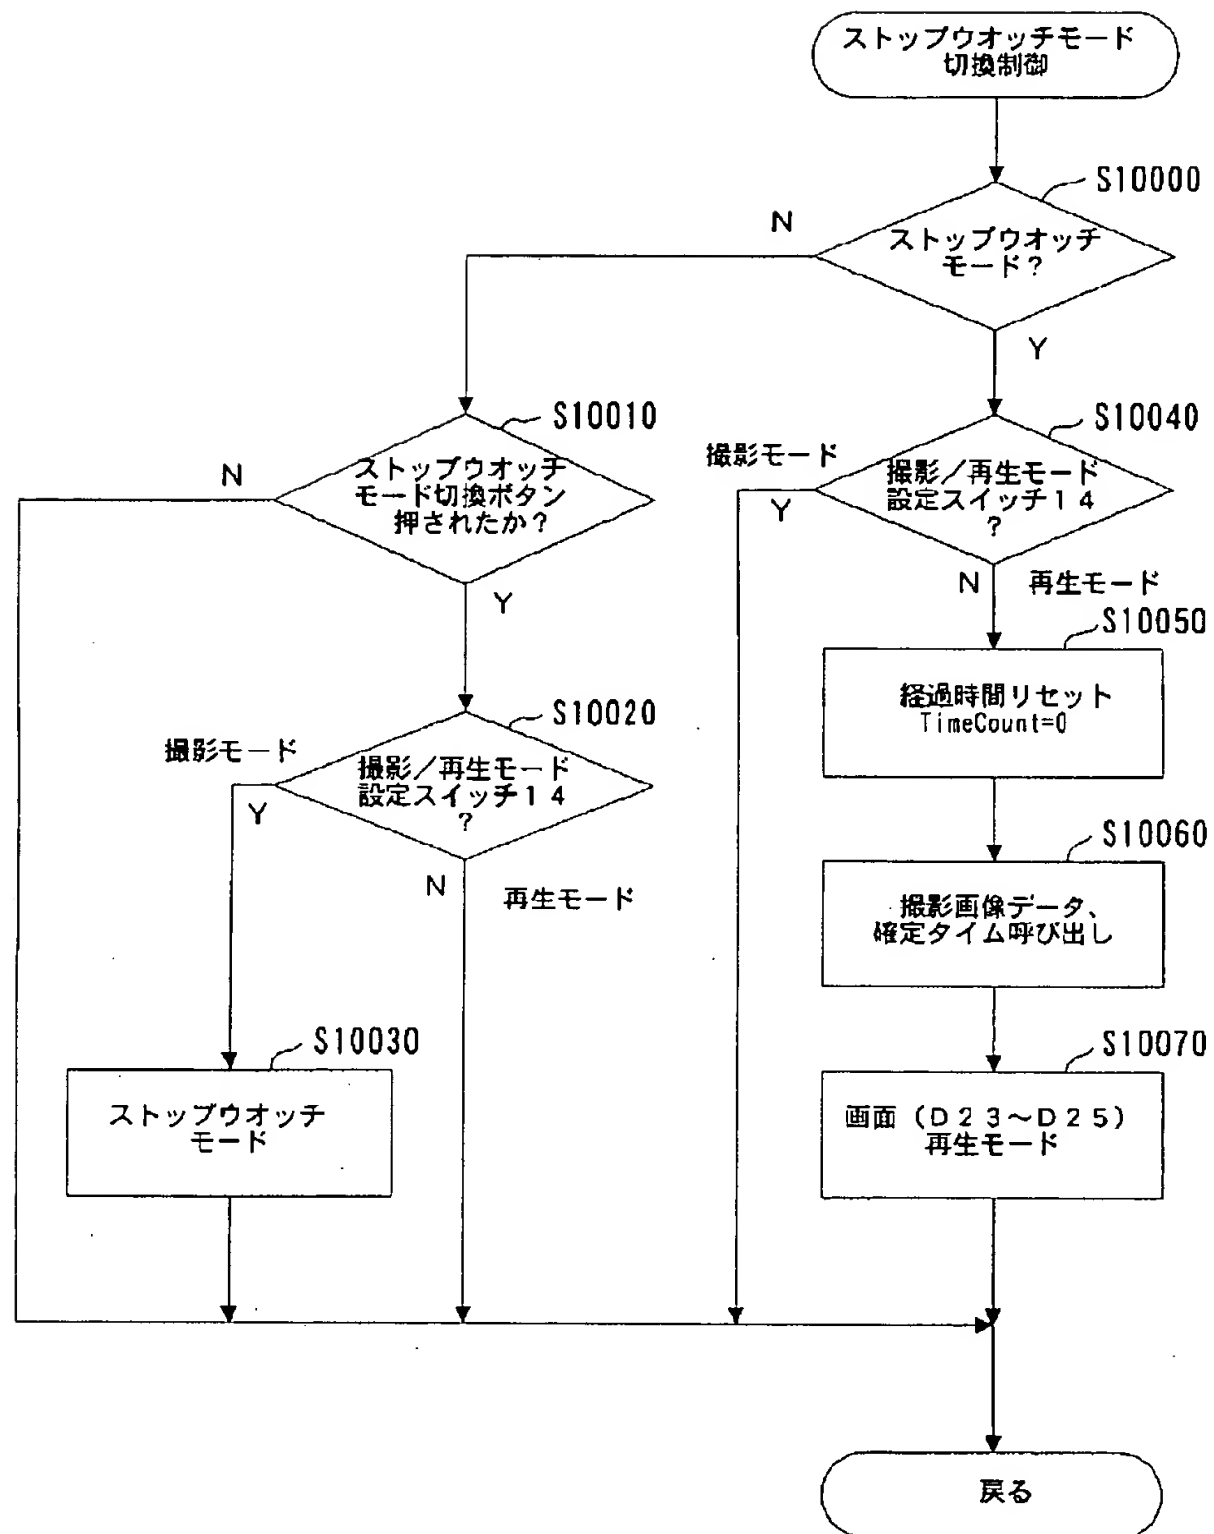 ストップウオッチモード
切換制御
S10000
N
ストップウオッチ
モード?
Y
S10010
N
ストップウオッチ
モード切換ボタン
押されたか?
Y
S10040
撮影モード
撮影/再生モード
設定スイッチ14
?
Y
N
再生モード
S10050
経過時間リセット
TimeCount=0
S10020
撮影モード
撮影/再生モード
設定スイッチ14
?
Y
N
再生モード
S10060
撮影画像データ、
確定タイム呼び出し
S10030
ストップウオッチ
モード
S10070
画面(D23~D25)
再生モード
戻る